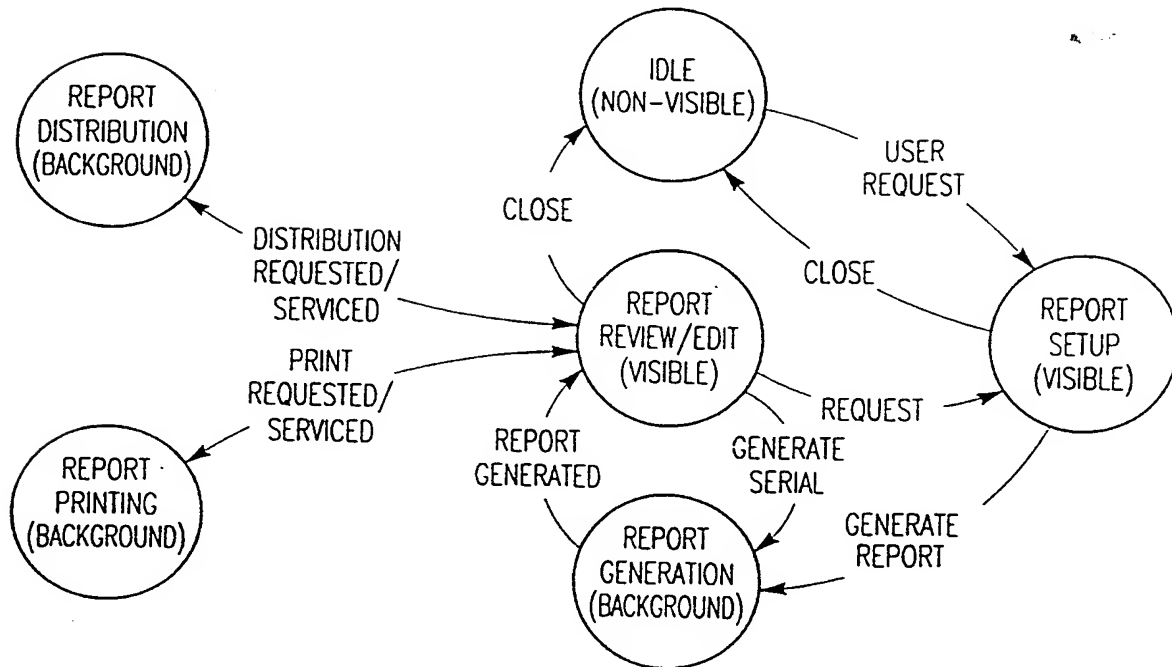 REPORT
DISTRIBUTION
(BACKGROUND)
IDLE
(NON-VISIBLE)
USER
REQUEST
CLOSE
DISTRIBUTION
REQUESTED/
SERVICED
CLOSE
REPORT
REVIEW/EDIT
(VISIBLE)
REPORT
SETUP
(VISIBLE)
PRINT
REQUESTED/
SERVICED
REQUEST
REPORT
GENERATED
GENERATE
SERIAL
REPORT
PRINTING
(BACKGROUND)
GENERATE
REPORT
REPORT
GENERATION
(BACKGROUND)